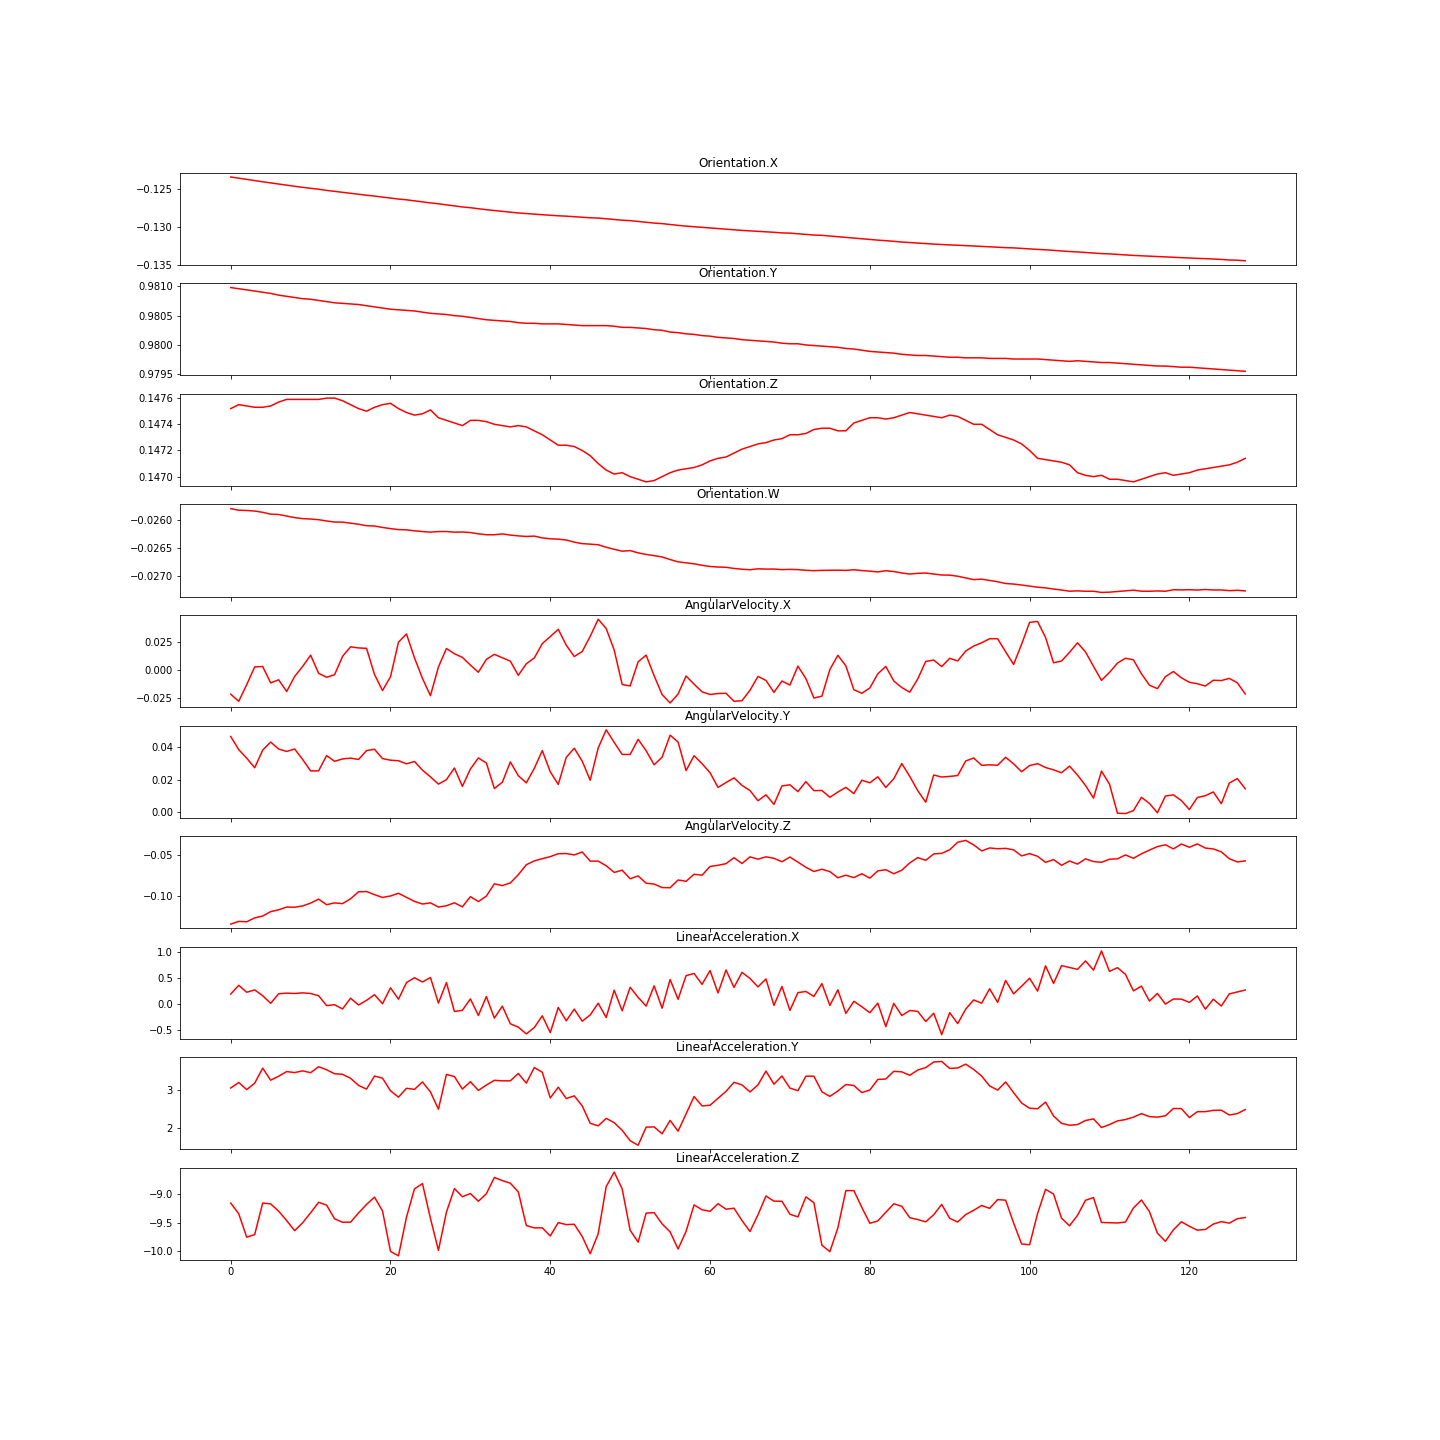 Orientation.X
−0.125
−0.130
−0.135
Orientation.Y
0.9810
0.9805
0.9800
0.9795
Orientation.Z
0.1476
0.1474
0.1472
0.1470
Orientation.W
−0.0260
−0.0265
−0.0270
AngularVelocity.X
0.025
0.000
−0.025
AngularVelocity.Y
0.04
0.02
0.00
AngularVelocity.Z
−0.05
−0.10
LinearAcceleration.X
1.0
0.5
0.0
−0.5
LinearAcceleration.Y
3
2
LinearAcceleration.Z
−9.0
−9.5
−10.0
0 20 40 60 80 100 120